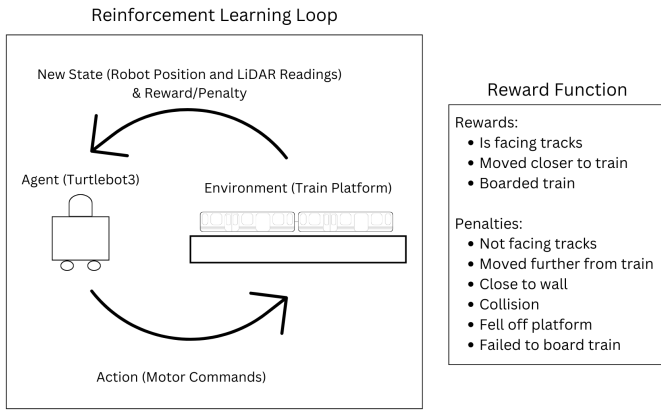 Reinforcement Learning Loop
New State (Robot Position and LiDAR Readings)
& Reward/Penalty
Agent (Turtlebot3)
Environment (Train Platform)
Action (Motor Commands)
Reward Function
Rewards:
• Is facing tracks
• Moved closer to train
• Boarded train
Penalties:
• Not facing tracks
• Moved further from train
• Close to wall
• Collision
• Fell off platform
• Failed to board train